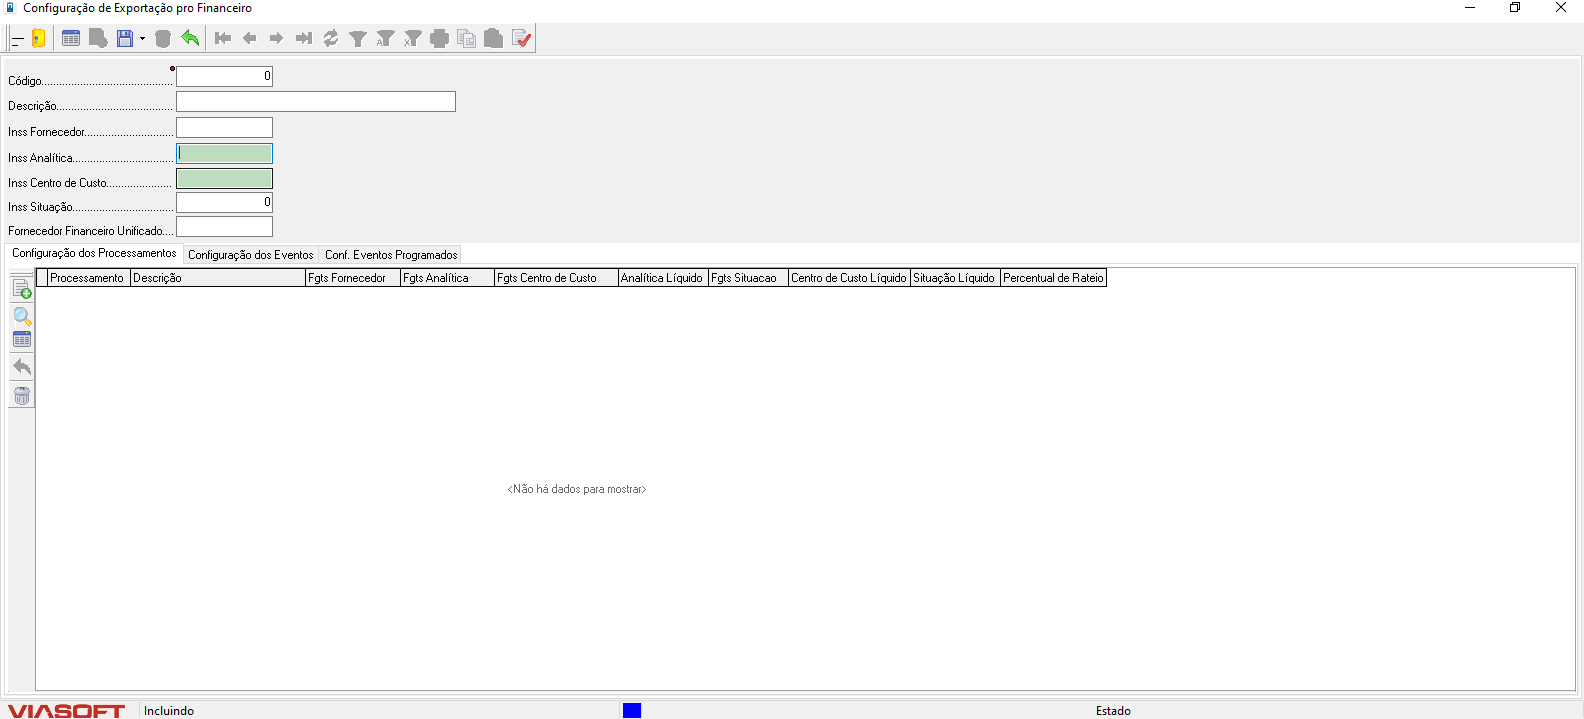 Configuração de Exportação pro Financeiro
Código............................................ 0
Descrição.......................................
Inss Fornecedor..............................
Inss Analítica..................................
Inss Centro de Custo......................
Inss Situação.................................. 0
Fornecedor Financeiro Unificado....
Configuração dos Processamentos Configuração dos Eventos Conf. Eventos Programados
Processamento Descrição Fgts Fornecedor Fgts Analítica Fgts Centro de Custo Analítica Líquido Fgts Situacao Centro de Custo Líquido Situação Líquido Percentual de Rateio
<Não há dados para mostrar>
VIASOFT Incluindo Estado